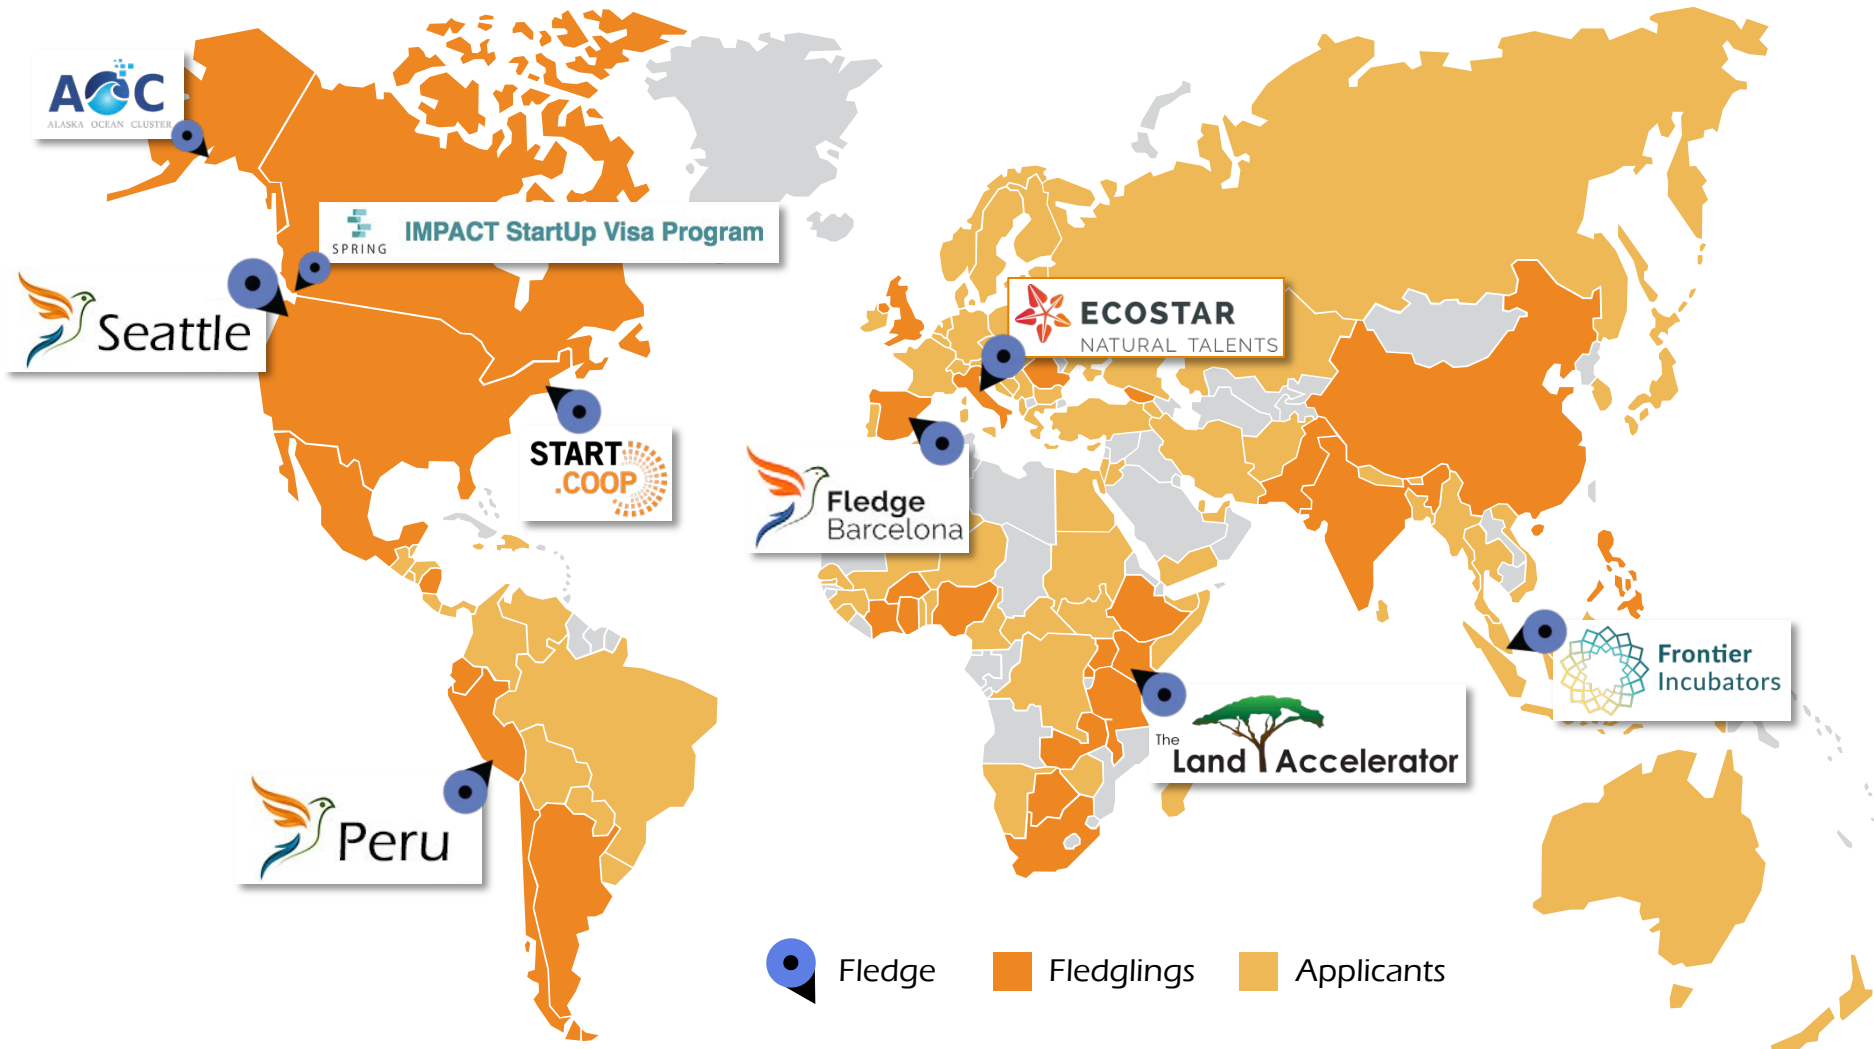 AOC
ALASKA OCEAN CLUSTER
SPRING
IMPACT StartUp Visa Program
Seattle
ECOSTAR
NATURAL TALENTS
START
.COOP
Fledge
Barcelona
Frontier
Incubators
The
Land Accelerator
Peru
Fledge
Fledglings
Applicants